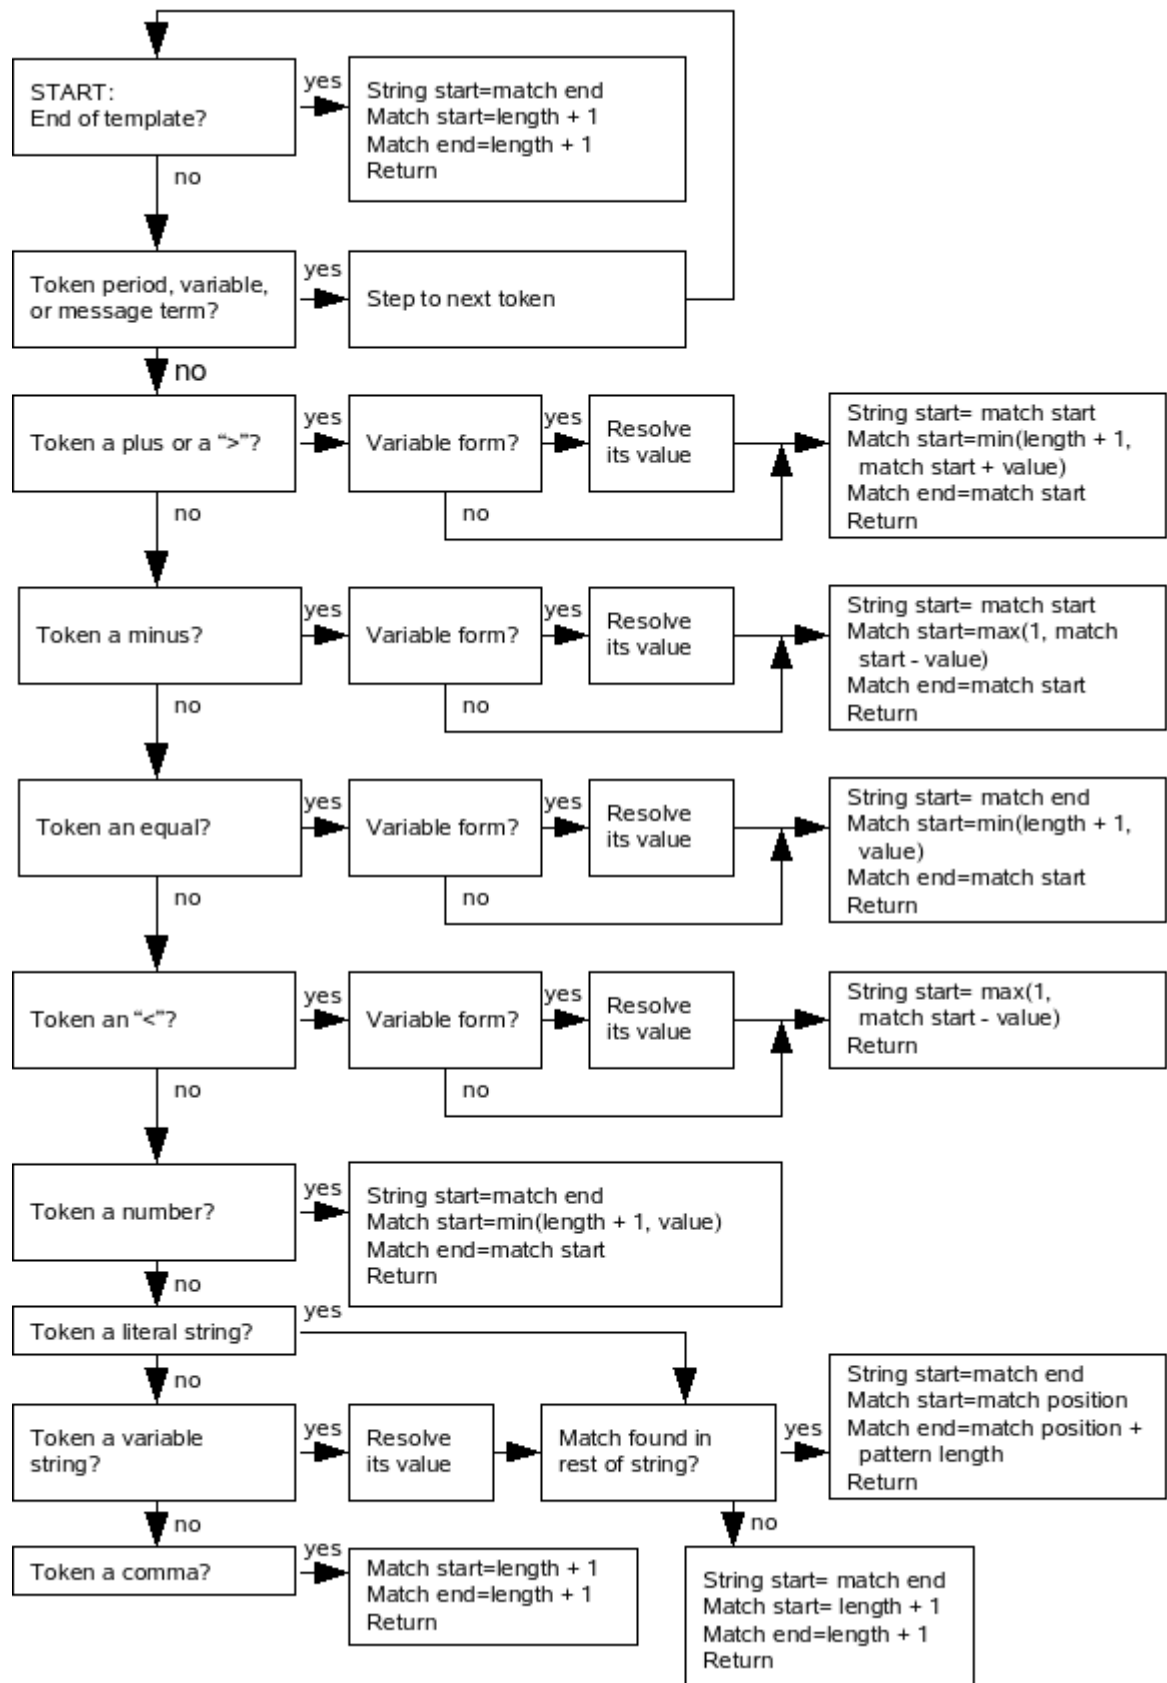 START:
End of template?
yes
String start=match end
Match start=length + 1
Match end=length + 1
Return
no
Token period, variable,
or message term?
yes
Step to next token
no
Token a plus or a “>”?
yes
Variable form?
yes
Resolve
its value
no
String start= match start
Match start=min(length + 1,
match start + value)
Match end=match start
Return
no
Token a minus?
yes
Variable form?
yes
Resolve
its value
no
String start= match start
Match start=max(1, match
start - value)
Match end=match start
Return
no
Token an equal?
yes
Variable form?
yes
Resolve
its value
no
String start= match end
Match start=min(length + 1,
value)
Match end=match start
Return
no
Token an “<”?
yes
Variable form?
yes
Resolve
its value
no
String start= max(1,
match start - value)
Return
no
Token a number?
yes
String start=match end
Match start=min(length + 1, value)
Match end=match start
Return
no
Token a literal string?
yes
no
Token a variable
string?
yes
Resolve
its value
Match found in
rest of string?
yes
String start=match end
Match start=match position
Match end=match position +
pattern length
Return
no
no
Token a comma?
yes
Match start=length + 1
Match end=length + 1
Return
String start= match end
Match start= length + 1
Match end=length + 1
Return